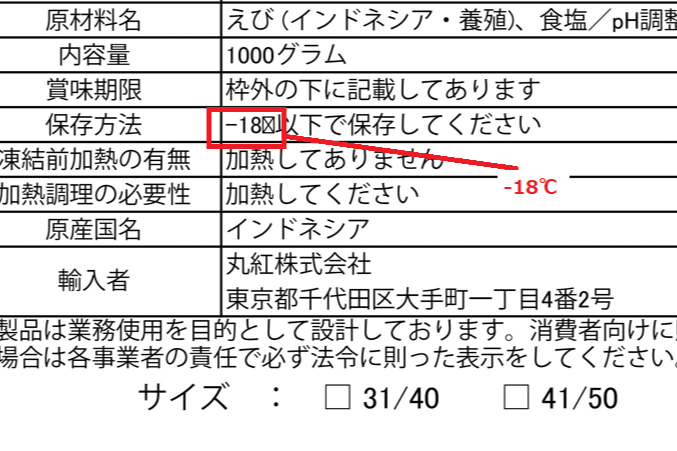 原材料名 えび (インドネシア・養殖)、食塩／pH調整
内容量 1000グラム
賞味期限 枠外の下に記載してあります
保存方法 −18☒以下で保存してください
凍結前加熱の有無 加熱してありません
-18℃
加熱調理の必要性 加熱してください
原産国名 インドネシア
輸入者 丸紅株式会社
東京都千代田区大手町一丁目4番2号
製品は業務使用を目的として設計しております。消費者向けに
場合は各事業者の責任で必ず法令に則った表示をしてください。
サイズ ： □ 31/40 □ 41/50